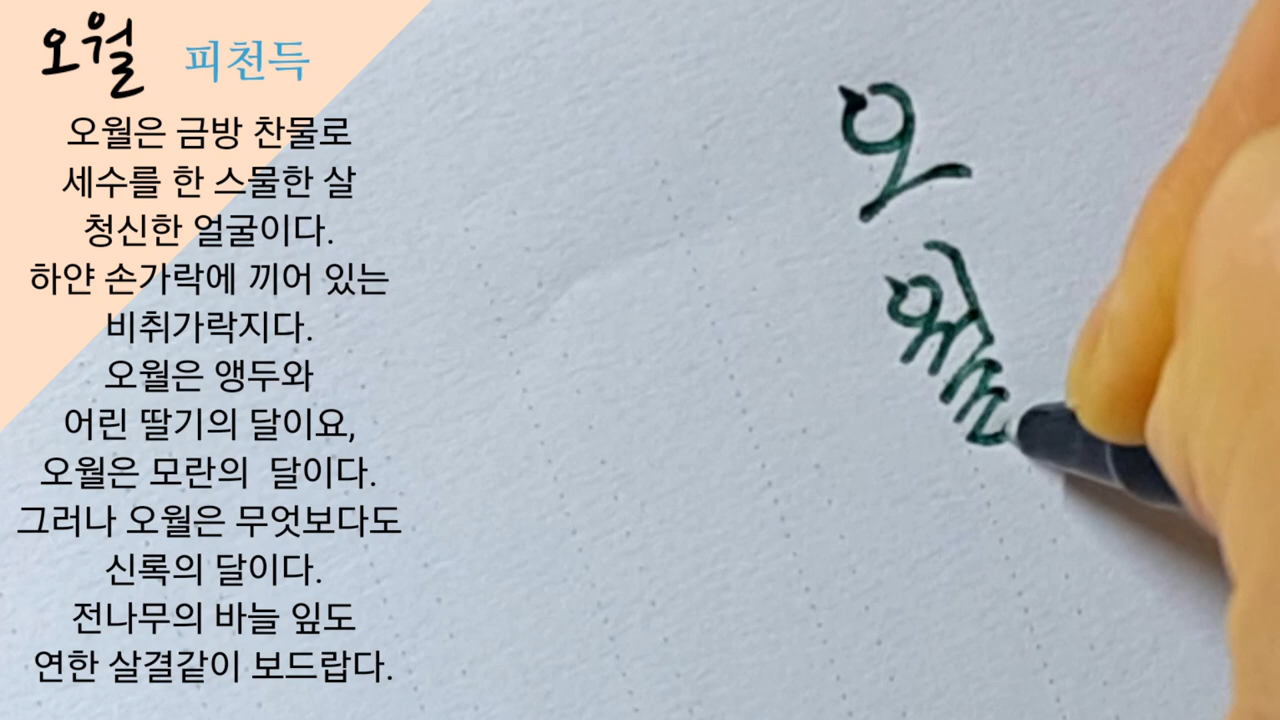 오월 피천득
오월은 금방 찬물로
세수를 한 스물한 살
청신한 얼굴이다.
하얀 손가락에 끼어 있는
비취가락지다.
오월은 앵두와
어린 딸기의 달이요,
오월은 모란의 달이다.
그러나 오월은 무엇보다도
신록의 달이다.
전나무의 바늘 잎도
연한 살결같이 보드랍다.
오월